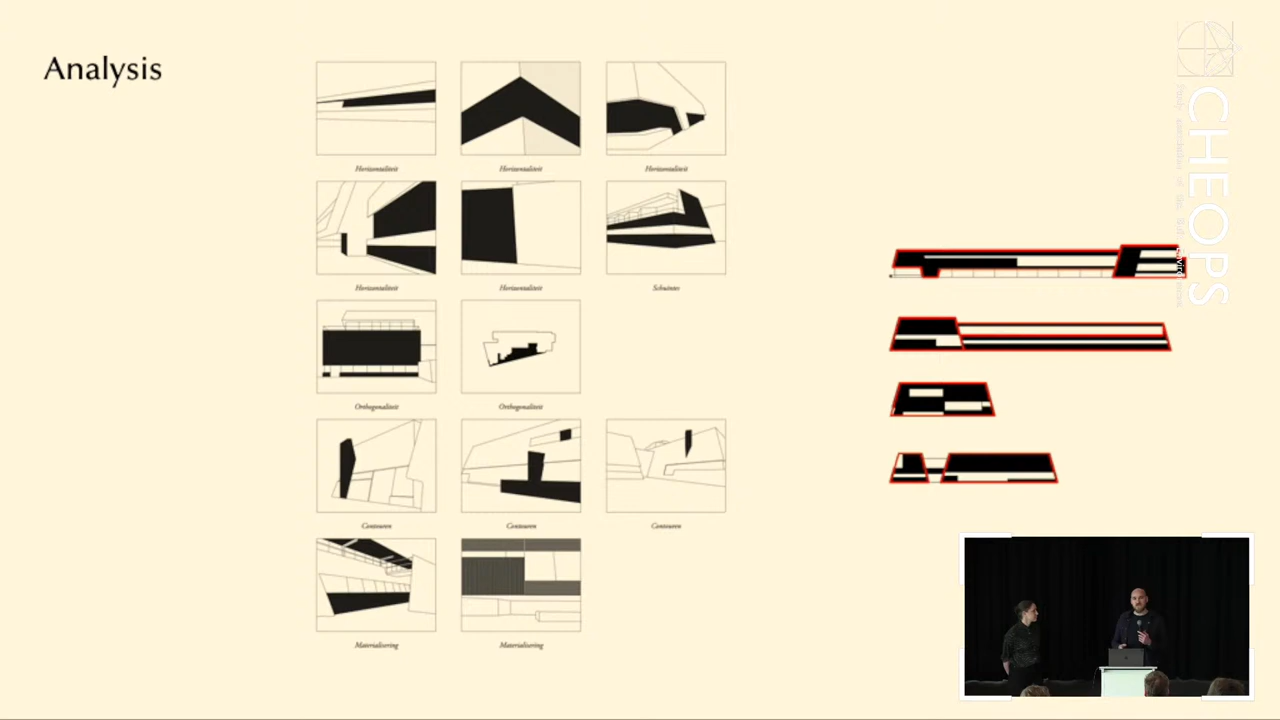 Analysis
Horizontaliteit Horizontaliteit Horizontaliteit
Horizontaliteit Horizontaliteit Schuinten
Orthogonaliteit Orthogonaliteit
Contouren Contouren Contouren
Materialisering Materialisering
CHEOPS